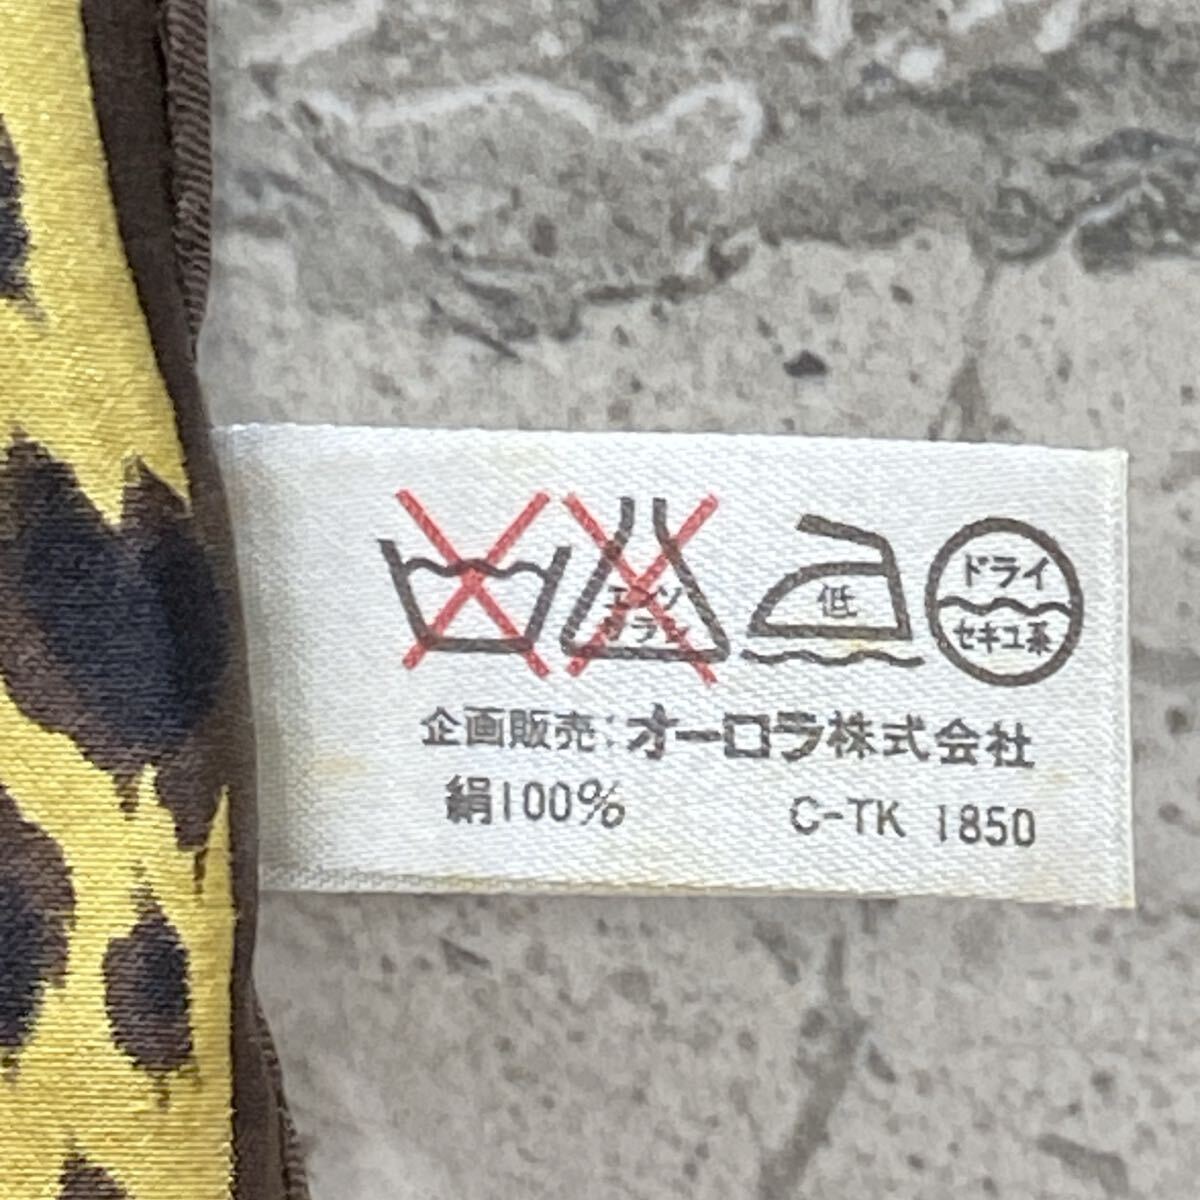 エンソ
サラシ
低
ドライ
セキユ系
企画販売:オーロラ株式会社
絹100%
C-TK 1850